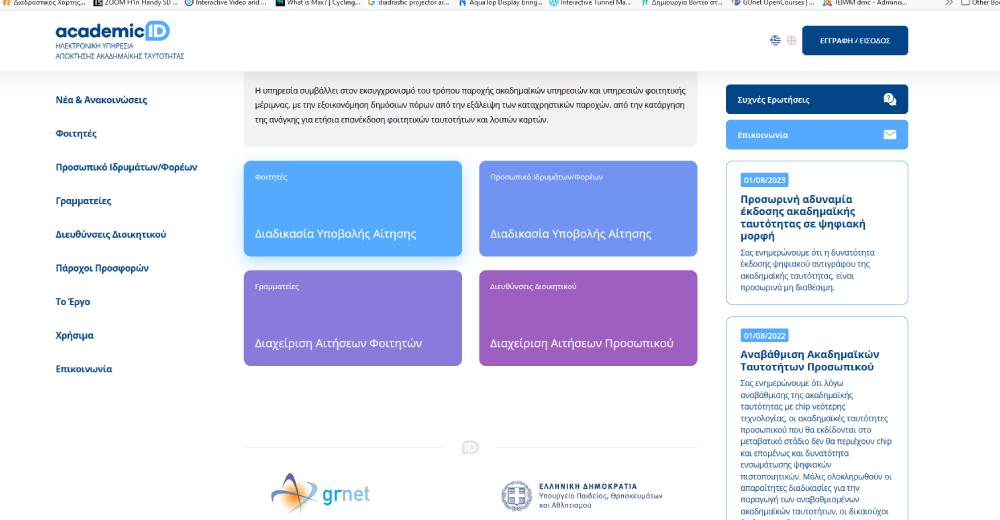 Διαδραστικός Χάρτης...
ZOOM H1n Handy SD ...
Interactive Video and ...
What is Max? | Cycling...
diadrastic projector ar...
AquaTop Display bring...
Interactive Tunnel Ma...
Δημιουργία Βίντεο στ...
GUnet OpenCourses | ...
TEIWM dmc - Adminis...
»
Other Bo
academicID
ΗΛΕΚΤΡΟΝΙΚΗ ΥΠΗΡΕΣΙΑ
ΑΠΟΚΤΗΣΗΣ ΑΚΑΔΗΜΑΪΚΗΣ ΤΑΥΤΟΤΗΤΑΣ
ΕΓΓΡΑΦΗ / ΕΙΣΟΔΟΣ
Νέα & Ανακοινώσεις
Φοιτητές
Προσωπικό Ιδρυμάτων/Φορέων
Γραμματείες
Διευθύνσεις Διοικητικού
Πάροχοι Προσφορών
Το Έργο
Χρήσιμα
Επικοινωνία
Η υπηρεσία συμβάλλει στον εκσυγχρονισμό του τρόπου παροχής ακαδημαϊκών υπηρεσιών και υπηρεσιών φοιτητικής
μέριμνας, με την εξοικονόμηση δημόσιων πόρων από την εξάλειψη των καταχρηστικών παροχών, από την κατάργηση
της ανάγκης για ετήσια επανέκδοση φοιτητικών ταυτοτήτων και λοιπών καρτών.
Φοιτητές
Διαδικασία Υποβολής Αίτησης
Προσωπικό Ιδρυμάτων/Φορέων
Διαδικασία Υποβολής Αίτησης
Γραμματείες
Διαχείριση Αιτήσεων Φοιτητών
Διευθύνσεις Διοικητικού
Διαχείριση Αιτήσεων Προσωπικού
ID
grnet
ΕΛΛΗΝΙΚΗ ΔΗΜΟΚΡΑΤΙΑ
Υπουργείο Παιδείας, Θρησκευμάτων
και Αθλητισμού
Συχνές Ερωτήσεις
Επικοινωνία
01/08/2023
Προσωρινή αδυναμία
έκδοσης ακαδημαϊκής
ταυτότητας σε ψηφιακή
μορφή
Σας ενημερώνουμε ότι η δυνατότητα
έκδοσης ψηφιακού αντιγράφου της
ακαδημαϊκής ταυτότητας, είναι
προσωρινά μη διαθέσιμη.
01/08/2022
Αναβάθμιση Ακαδημαϊκών
Ταυτοτήτων Προσωπικού
Σας ενημερώνουμε ότι λόγω
αναβάθμισης της ακαδημαϊκής
ταυτότητας με chip νεότερης
τεχνολογίας, οι ακαδημαϊκές ταυτότητες
προσωπικού που θα εκδίδονται στο
μεταβατικό στάδιο δεν θα περιέχουν chip
και επομένως και δυνατότητα
ενσωμάτωσης ψηφιακών
πιστοποιητικών. Μόλις ολοκληρωθούν οι
απαραίτητες διαδικασίες για την
παραγωγή των αναβαθμισμένων
ακαδημαϊκών ταυτοτήτων, οι δικαιούχοι